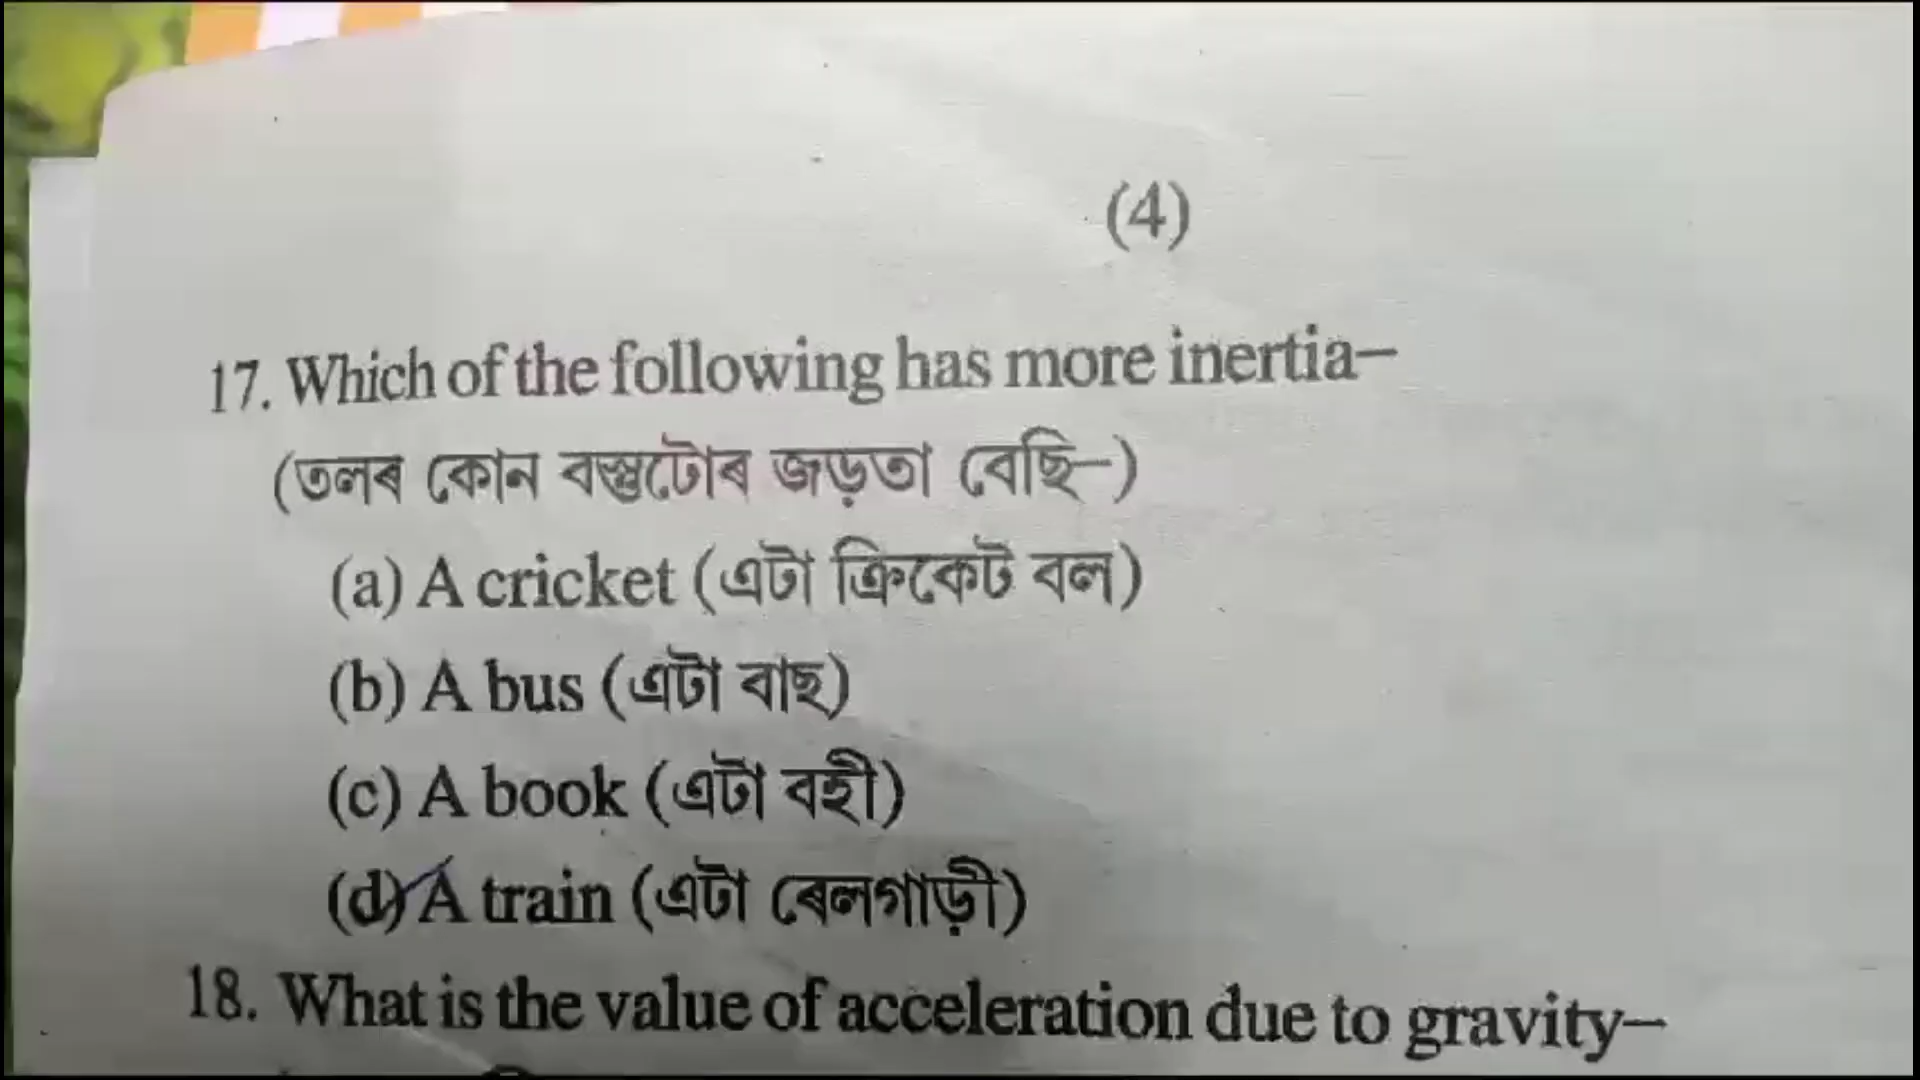 (4)
17. Which of the following has more inertia–
(তলৰ কোন বস্তুটোৰ জড়তা বেছি–)
(a) A cricket (এটা ক্ৰিকেট বল)
(b) A bus (এটা বাছ)
(c) A book (এটা বহী)
(d) A train (এটা ৰেলগাড়ী)
18. What is the value of acceleration due to gravity–